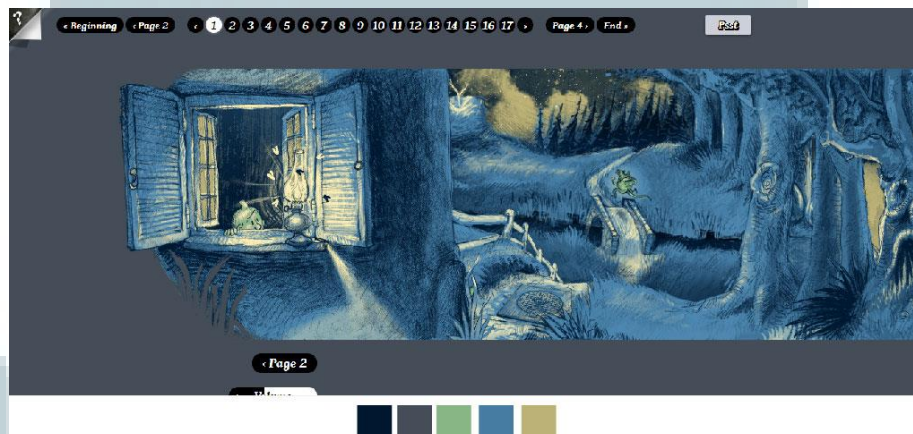 ?
« Beginning ‹ Page 2 ‹ 1 2 3 4 5 6 7 8 9 10 11 12 13 14 15 16 17 › Page 4 › End » Post
‹ Page 2